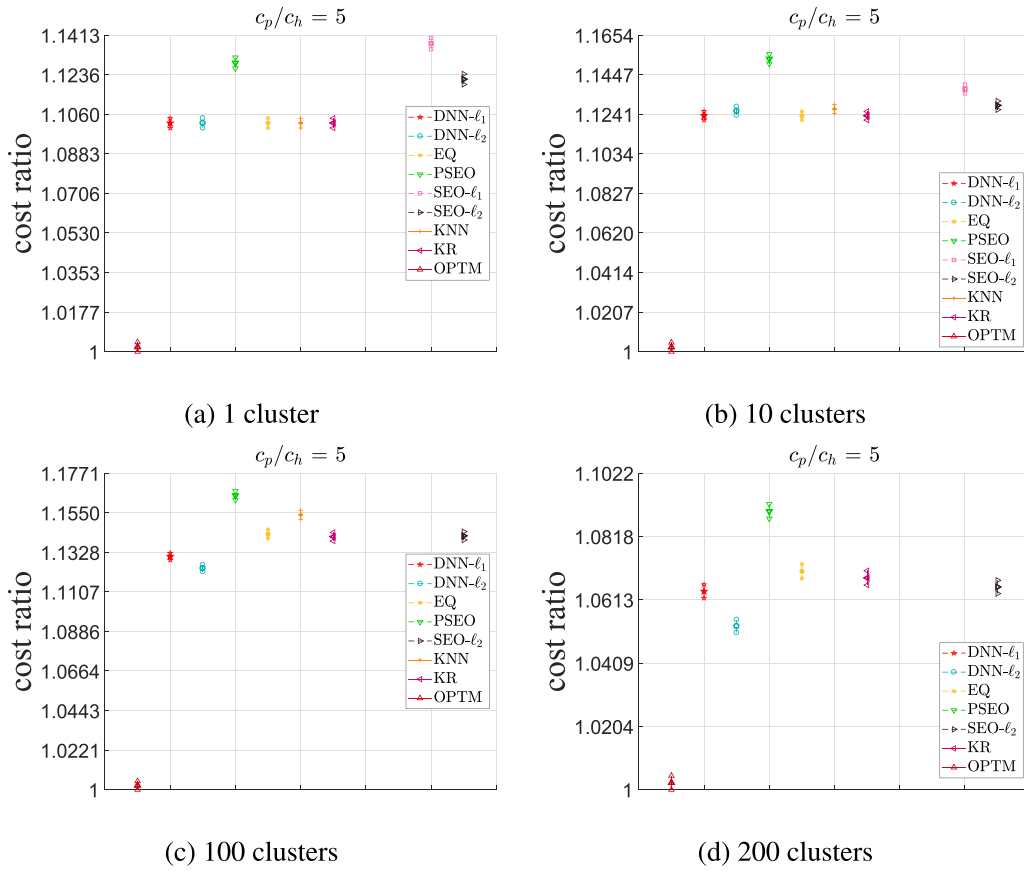 c_p/c_h = 5
1.1413
1.1236
1.1060
1.0883
1.0706
1.0530
1.0353
1.0177
1
cost ratio
DNN-ℓ₁
DNN-ℓ₂
EQ
PSEO
SEO-ℓ₁
SEO-ℓ₂
KNN
KR
OPTM
(a) 1 cluster
c_p/c_h = 5
1.1654
1.1447
1.1241
1.1034
1.0827
1.0620
1.0414
1.0207
1
cost ratio
DNN-ℓ₁
DNN-ℓ₂
EQ
PSEO
SEO-ℓ₁
SEO-ℓ₂
KNN
KR
OPTM
(b) 10 clusters
c_p/c_h = 5
1.1771
1.1550
1.1328
1.1107
1.0886
1.0664
1.0443
1.0221
1
cost ratio
DNN-ℓ₁
DNN-ℓ₂
EQ
PSEO
SEO-ℓ₂
KNN
KR
OPTM
(c) 100 clusters
c_p/c_h = 5
1.1022
1.0818
1.0613
1.0409
1.0204
1
cost ratio
DNN-ℓ₁
DNN-ℓ₂
EQ
PSEO
SEO-ℓ₂
KR
OPTM
(d) 200 clusters